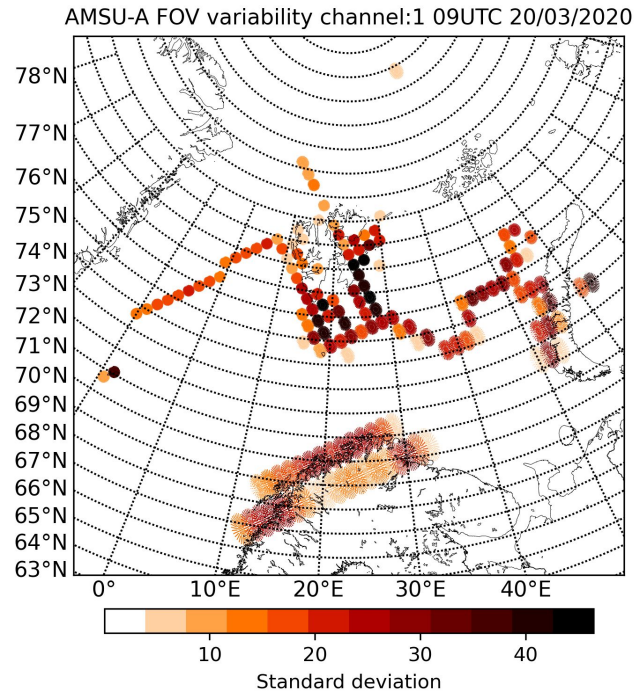 AMSU-A FOV variability channel:1 09UTC 20/03/2020
78°N
77°N
76°N
75°N
74°N
73°N
72°N
71°N
70°N
69°N
68°N
67°N
66°N
65°N
64°N
63°N
0° 10°E 20°E 30°E 40°E
10 20 30 40
Standard deviation